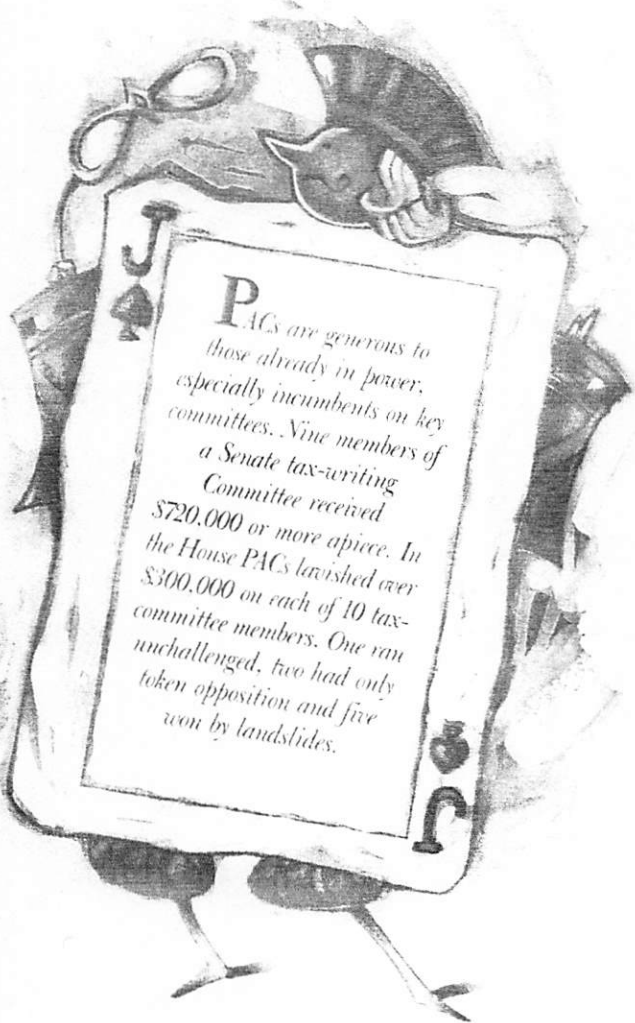 J
PACs are generous to
those already in power,
especially incumbents on key
committees. Nine members of
a Senate tax-writing
Committee received
$720,000 or more apiece. In
the House PACs lavished over
$300,000 on each of 10 tax-
committee members. One ran
unchallenged, two had only
token opposition and five
won by landslides.
J